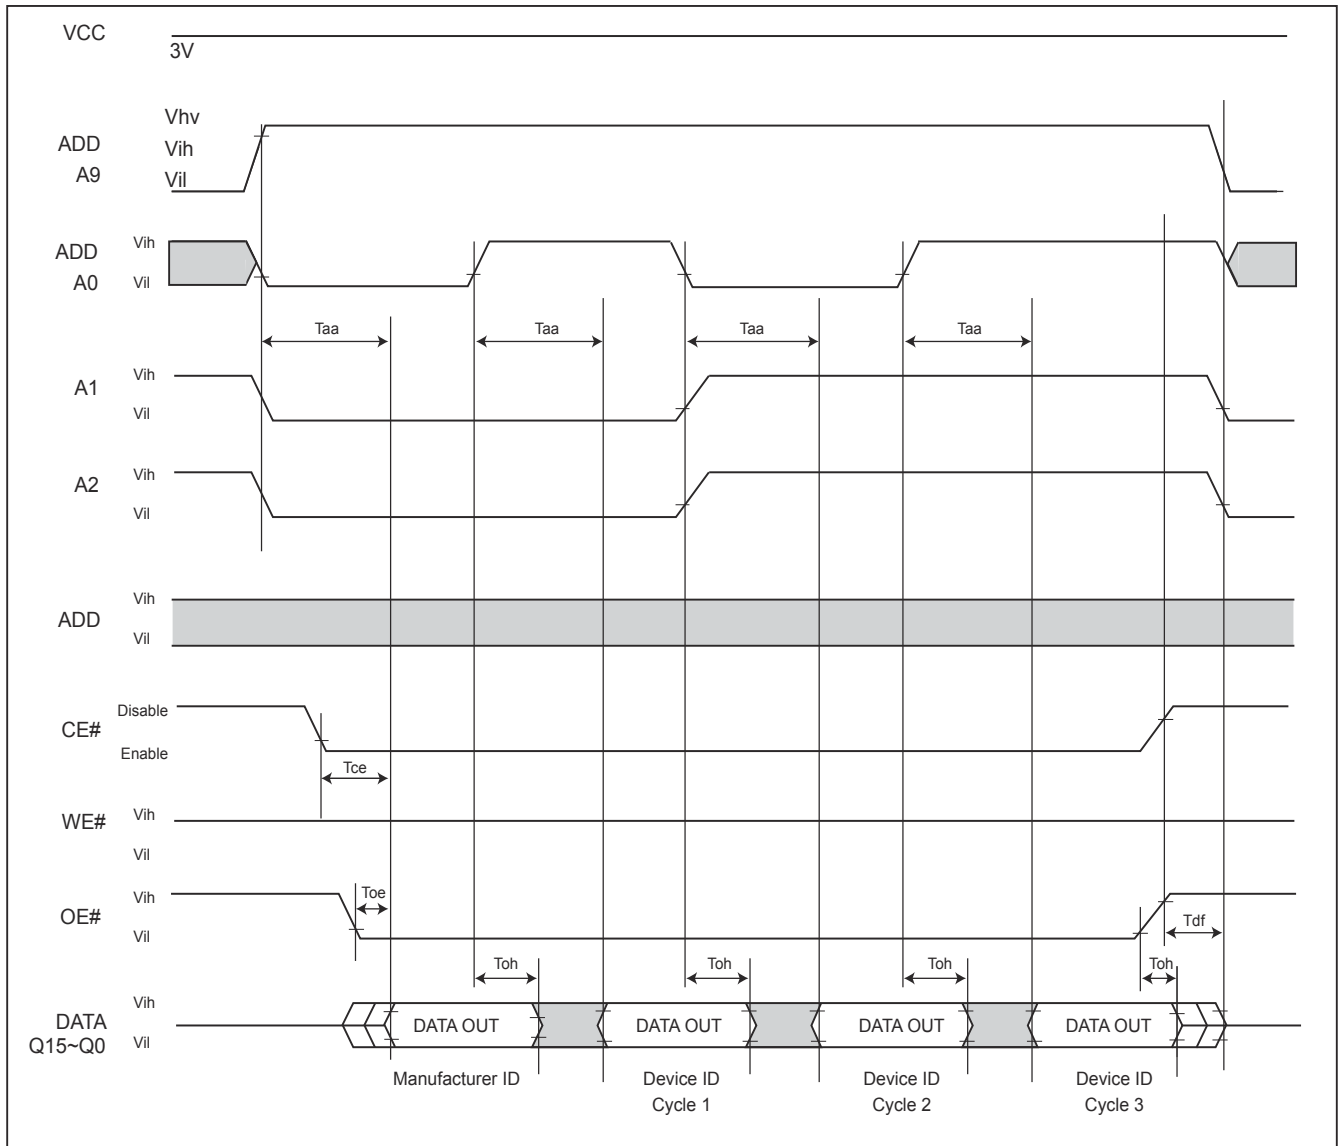 VCC
3V
ADD
A9
Vhv
Vih
Vil
ADD
A0
Vih
Vil
Taa
Taa
Taa
Taa
A1
Vih
Vil
A2
Vih
Vil
ADD
Vih
Vil
CE#
Disable
Enable
Tce
WE#
Vih
Vil
OE#
Vih
Vil
Toe
Tdf
Toh
Toh
Toh
Toh
DATA
Q15~Q0
Vih
Vil
DATA OUT
DATA OUT
DATA OUT
DATA OUT
Manufacturer ID
Device ID
Cycle 1
Device ID
Cycle 2
Device ID
Cycle 3